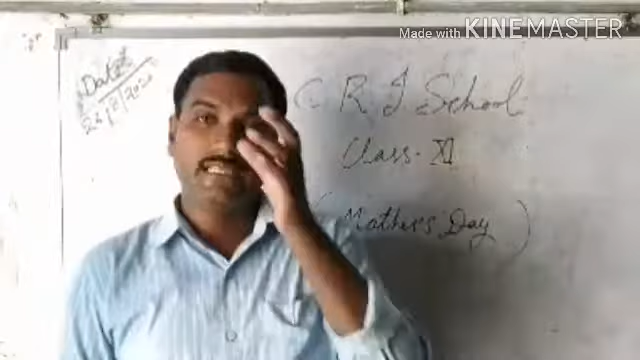 Made with KINEMASTER
Date
C R J School
Class - XI
(Mother's Day)